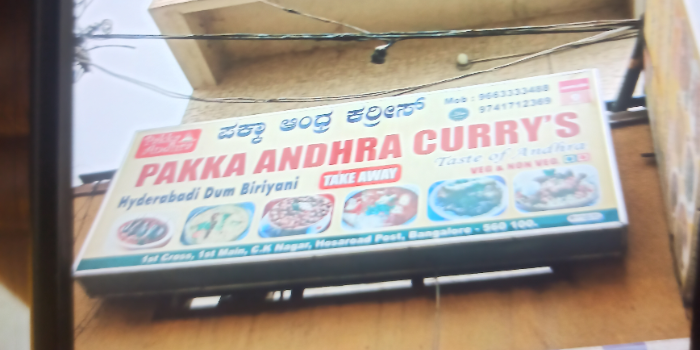 ಪಕ್ಕಾ ಆಂಧ್ರ ಕರ್ರೀಸ್
Mob : 9663333488
9741712369
PAKKA ANDHRA CURRY'S
Taste of Andhra
Hyderabadi Dum Biriyani
TAKE AWAY
VEG & NON VEG
1st Cross, 1st Main, C.K Nagar, Hosaroad Post, Bangalore - 560 100.